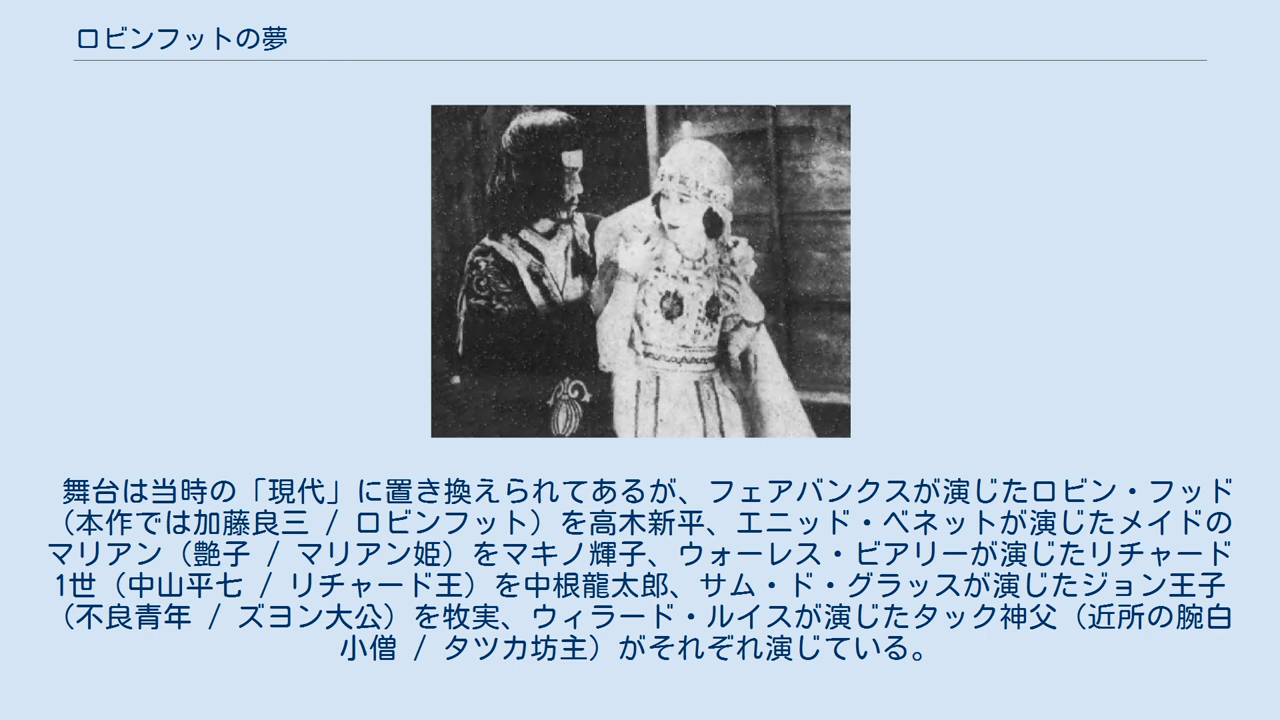 ロビンフットの夢
舞台は当時の「現代」に置き換えられてあるが、フェアバンクスが演じたロビン・フッド
（本作では加藤良三 / ロビンフット）を高木新平、エニッド・ベネットが演じたメイドの
マリアン（艶子 / マリアン姫）をマキノ輝子、ウォーレス・ビアリーが演じたリチャード
1世（中山平七 / リチャード王）を中根龍太郎、サム・ド・グラッスが演じたジョン王子
（不良青年 / ズヨン大公）を牧実、ウィラード・ルイスが演じたタック神父（近所の腕白
小僧 / タツカ坊主）がそれぞれ演じている。